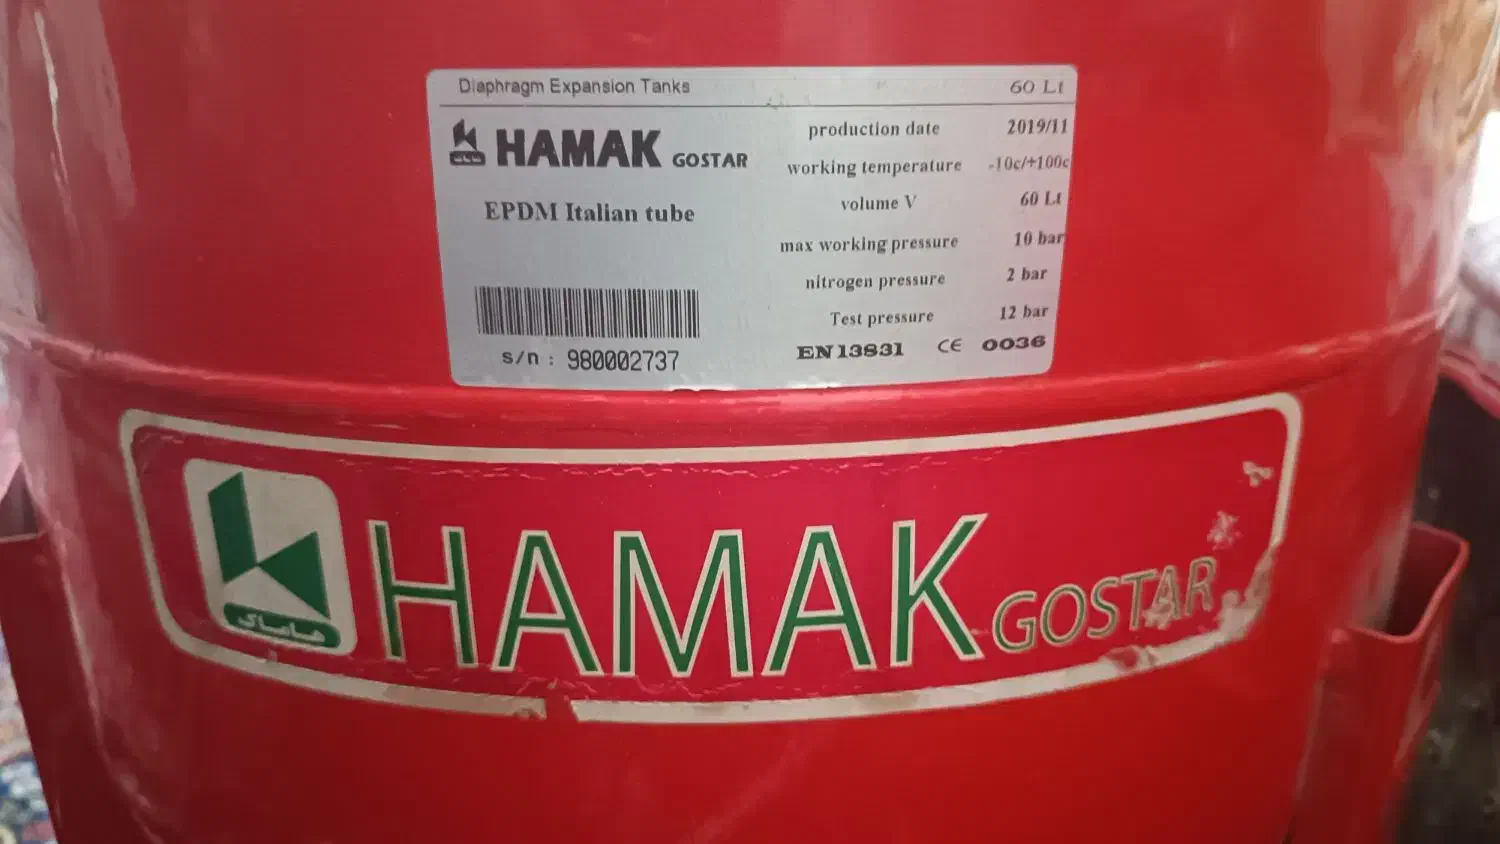 Diaphragm Expansion Tanks 60 Lt
HAMAK GOSTAR
EPDM Italian tube
s/n : 980002737
production date 2019/11
working temperature -10c/+100c
volume V 60 Lt
max working pressure 10 bar
nitrogen pressure 2 bar
Test pressure 12 bar
EN 13831 CE 0036
هاماک
HAMAK GOSTAR